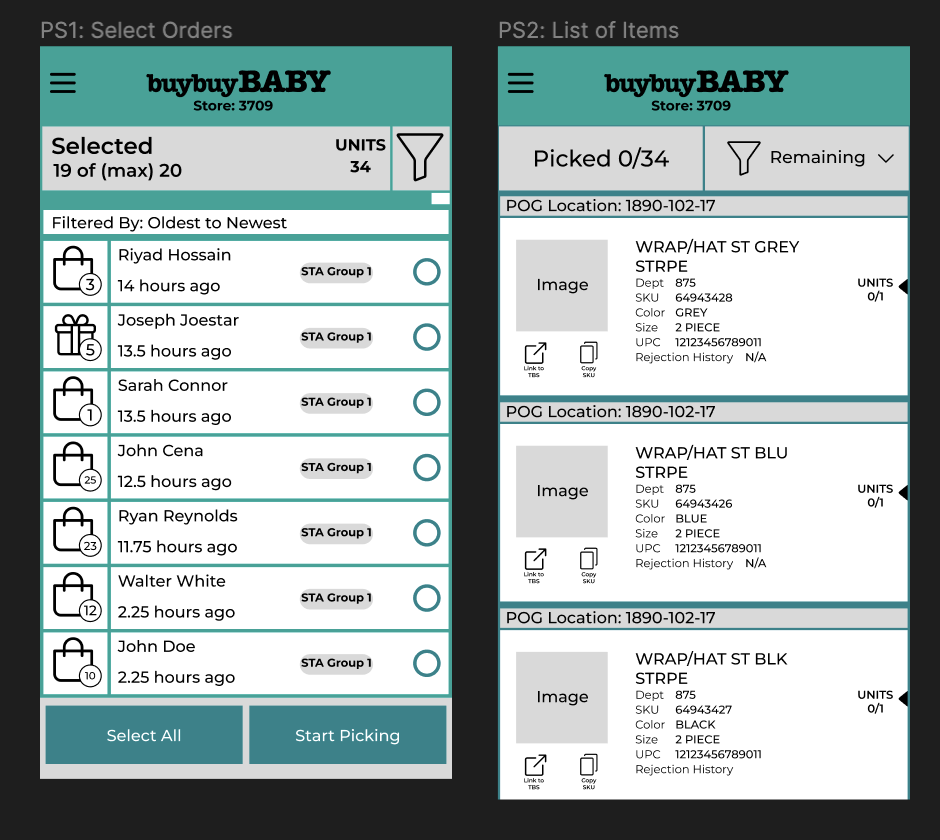 PS1: Select Orders
buybuyBABY
Store: 3709
Selected
19 of (max) 20
UNITS
34
Filtered By: Oldest to Newest
3
Riyad Hossain
14 hours ago
STA Group 1
5
Joseph Joestar
13.5 hours ago
STA Group 1
1
Sarah Connor
13.5 hours ago
STA Group 1
25
John Cena
12.5 hours ago
STA Group 1
23
Ryan Reynolds
11.75 hours ago
STA Group 1
12
Walter White
2.25 hours ago
STA Group 1
10
John Doe
2.25 hours ago
STA Group 1
Select All
Start Picking
PS2: List of Items
buybuyBABY
Store: 3709
Picked 0/34
Remaining
POG Location: 1890-102-17
Image
Link to
TBS
Copy
SKU
WRAP/HAT ST GREY
STRPE
Dept 875
SKU 64943428
Color GREY
Size 2 PIECE
UPC 12123456789011
Rejection History N/A
UNITS
0/1
POG Location: 1890-102-17
Image
Link to
TBS
Copy
SKU
WRAP/HAT ST BLU
STRPE
Dept 875
SKU 64943426
Color BLUE
Size 2 PIECE
UPC 12123456789011
Rejection History N/A
UNITS
0/1
POG Location: 1890-102-17
Image
Link to
TBS
Copy
SKU
WRAP/HAT ST BLK
STRPE
Dept 875
SKU 64943427
Color BLACK
Size 2 PIECE
UPC 12123456789011
Rejection History
UNITS
0/1